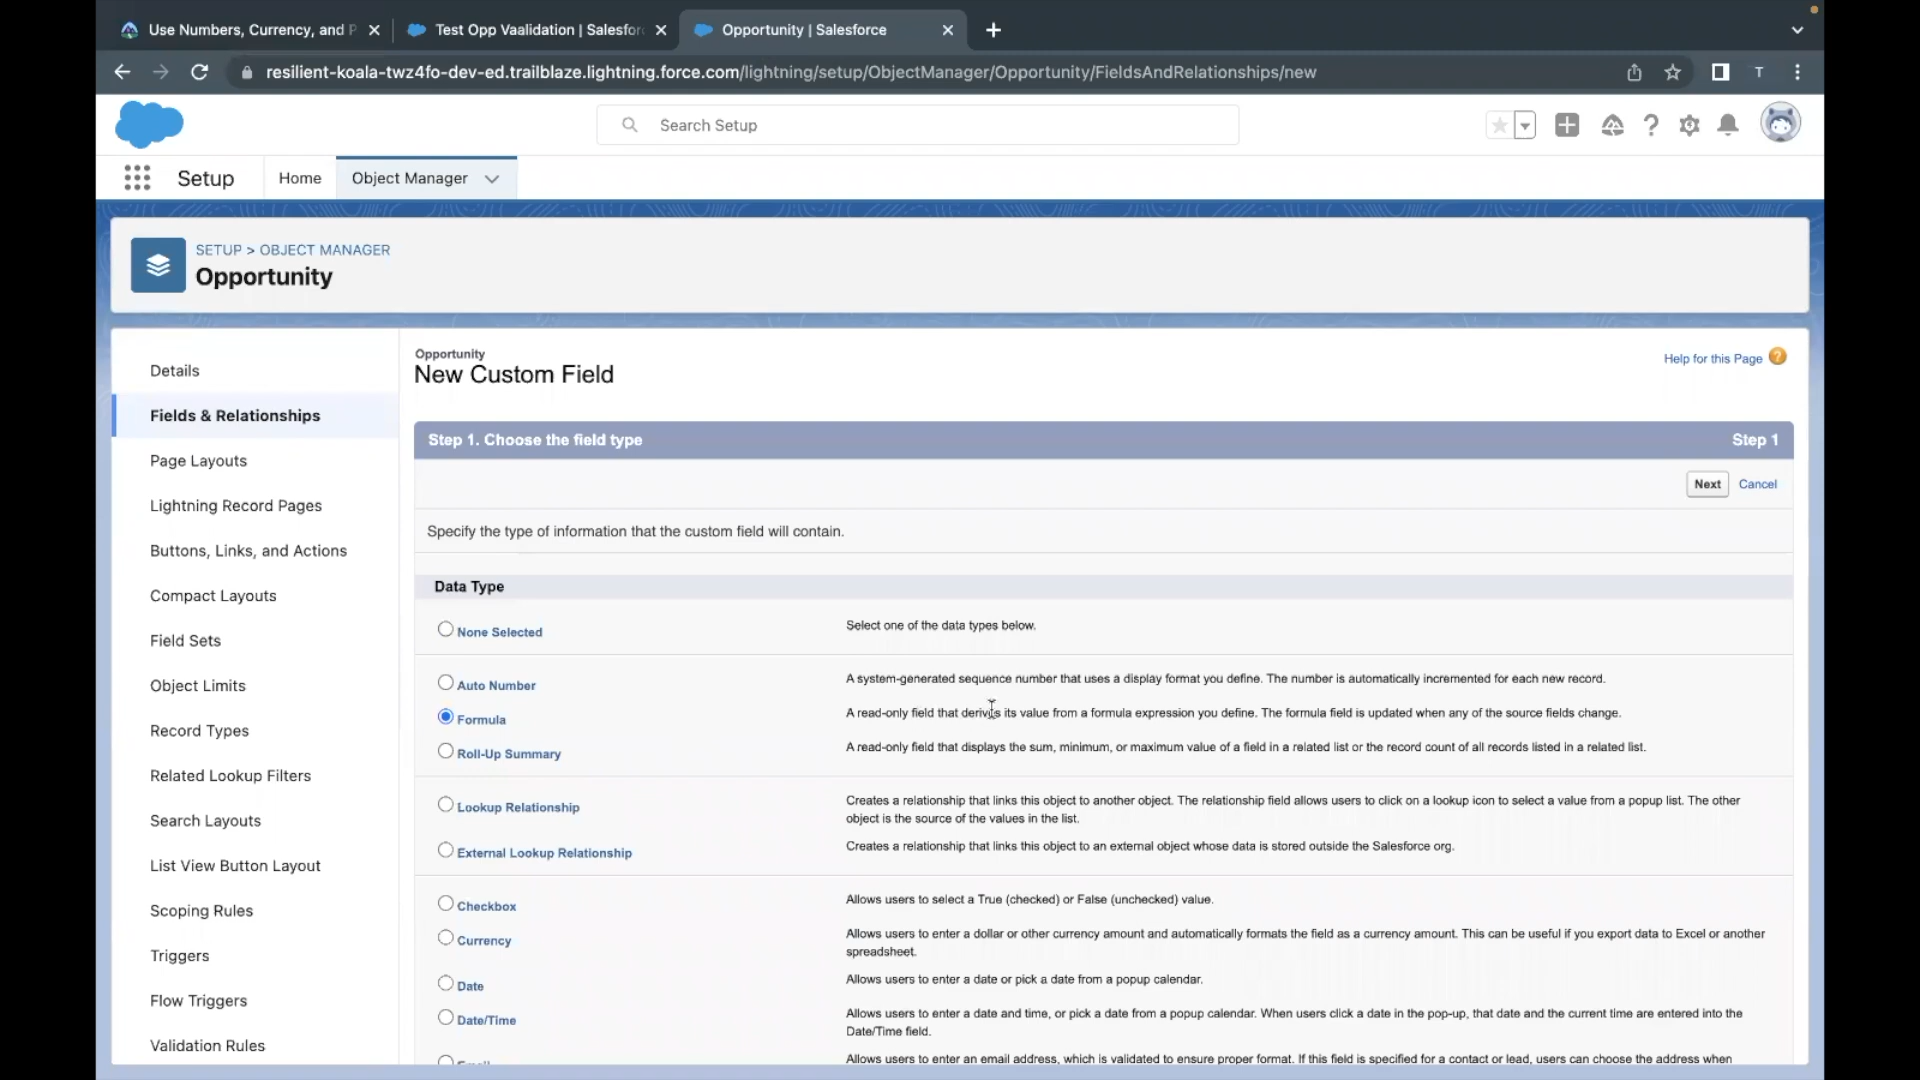 Use Numbers, Currency, and P
Test Opp Vaalidation | Salesfor
Opportunity | Salesforce
resilient-koala-twz4fo-dev-ed.trailblaze.lightning.force.com/lightning/setup/ObjectManager/Opportunity/FieldsAndRelationships/new
T
Search Setup
Setup
Home
Object Manager
SETUP > OBJECT MANAGER
Opportunity
Details
Fields & Relationships
Page Layouts
Lightning Record Pages
Buttons, Links, and Actions
Compact Layouts
Field Sets
Object Limits
Record Types
Related Lookup Filters
Search Layouts
List View Button Layout
Scoping Rules
Triggers
Flow Triggers
Validation Rules
Opportunity
New Custom Field
Help for this Page
Step 1. Choose the field type
Step 1
Next
Cancel
Specify the type of information that the custom field will contain.
Data Type
None Selected
Select one of the data types below.
Auto Number
A system-generated sequence number that uses a display format you define. The number is automatically incremented for each new record.
Formula
A read-only field that derives its value from a formula expression you define. The formula field is updated when any of the source fields change.
Roll-Up Summary
A read-only field that displays the sum, minimum, or maximum value of a field in a related list or the record count of all records listed in a related list.
Lookup Relationship
Creates a relationship that links this object to another object. The relationship field allows users to click on a lookup icon to select a value from a popup list. The other
object is the source of the values in the list.
External Lookup Relationship
Creates a relationship that links this object to an external object whose data is stored outside the Salesforce org.
Checkbox
Allows users to select a True (checked) or False (unchecked) value.
Currency
Allows users to enter a dollar or other currency amount and automatically formats the field as a currency amount. This can be useful if you export data to Excel or another
spreadsheet.
Date
Allows users to enter a date or pick a date from a popup calendar.
Date/Time
Allows users to enter a date and time, or pick a date from a popup calendar. When users click a date in the pop-up, that date and the current time are entered into the
Date/Time field.
Email
Allows users to enter an email address, which is validated to ensure proper format. If this field is specified for a contact or lead, users can choose the address when